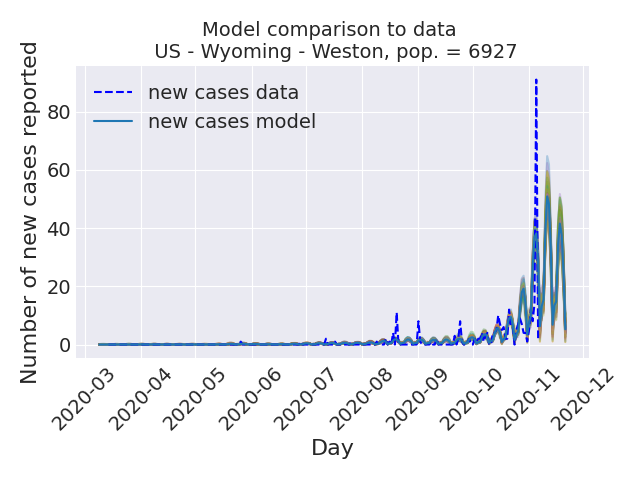 Model comparison to data
US - Wyoming - Weston, pop. = 6927
Number of new cases reported
new cases data
new cases model
80
60
40
20
0
2020-03
2020-04
2020-05
2020-06
2020-07
2020-08
2020-09
2020-10
2020-11
2020-12
Day